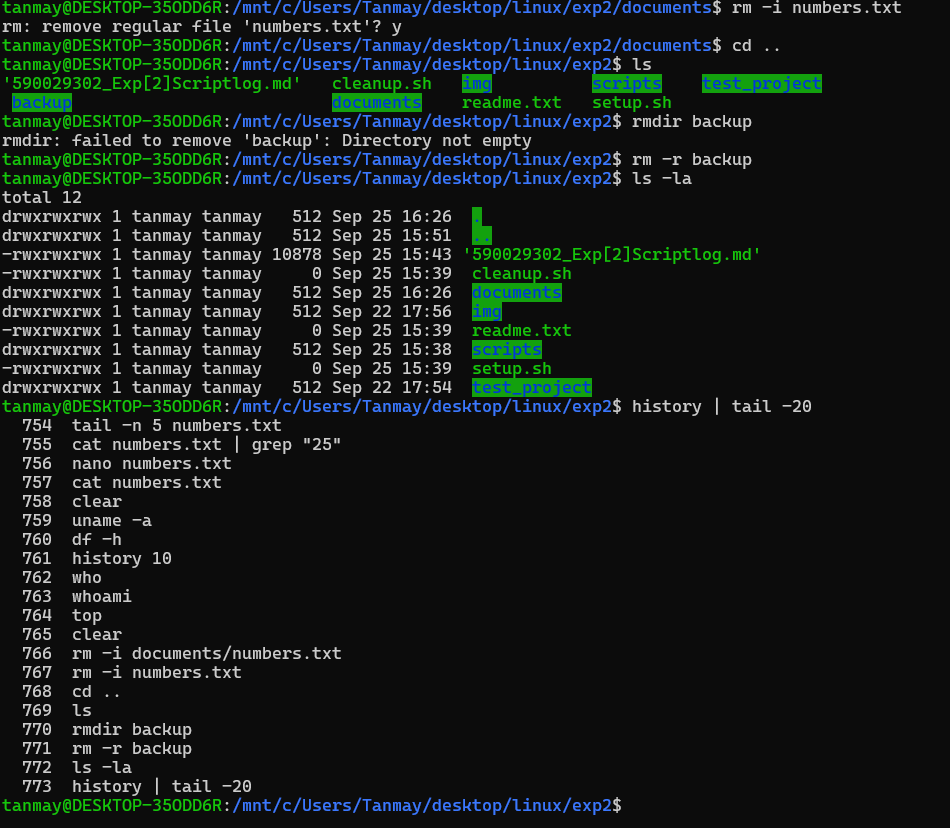 tanmay@DESKTOP-35ODD6R:/mnt/c/Users/Tanmay/desktop/linux/exp2/documents$ rm -i numbers.txt
rm: remove regular file 'numbers.txt'? y
tanmay@DESKTOP-35ODD6R:/mnt/c/Users/Tanmay/desktop/linux/exp2/documents$ cd ..
tanmay@DESKTOP-35ODD6R:/mnt/c/Users/Tanmay/desktop/linux/exp2$ ls
'590029302_Exp[2]Scriptlog.md'   cleanup.sh   img          scripts    test_project
 backup                          documents    readme.txt   setup.sh
tanmay@DESKTOP-35ODD6R:/mnt/c/Users/Tanmay/desktop/linux/exp2$ rmdir backup
rmdir: failed to remove 'backup': Directory not empty
tanmay@DESKTOP-35ODD6R:/mnt/c/Users/Tanmay/desktop/linux/exp2$ rm -r backup
tanmay@DESKTOP-35ODD6R:/mnt/c/Users/Tanmay/desktop/linux/exp2$ ls -la
total 12
drwxrwxrwx 1 tanmay tanmay   512 Sep 25 16:26  .
drwxrwxrwx 1 tanmay tanmay   512 Sep 25 15:51  ..
-rwxrwxrwx 1 tanmay tanmay 10878 Sep 25 15:43 '590029302_Exp[2]Scriptlog.md'
-rwxrwxrwx 1 tanmay tanmay     0 Sep 25 15:39  cleanup.sh
drwxrwxrwx 1 tanmay tanmay   512 Sep 25 16:26  documents
drwxrwxrwx 1 tanmay tanmay   512 Sep 22 17:56  img
-rwxrwxrwx 1 tanmay tanmay     0 Sep 25 15:39  readme.txt
drwxrwxrwx 1 tanmay tanmay   512 Sep 25 15:38  scripts
-rwxrwxrwx 1 tanmay tanmay     0 Sep 25 15:39  setup.sh
drwxrwxrwx 1 tanmay tanmay   512 Sep 22 17:54  test_project
tanmay@DESKTOP-35ODD6R:/mnt/c/Users/Tanmay/desktop/linux/exp2$ history | tail -20
  754  tail -n 5 numbers.txt
  755  cat numbers.txt | grep "25"
  756  nano numbers.txt
  757  cat numbers.txt
  758  clear
  759  uname -a
  760  df -h
  761  history 10
  762  who
  763  whoami
  764  top
  765  clear
  766  rm -i documents/numbers.txt
  767  rm -i numbers.txt
  768  cd ..
  769  ls
  770  rmdir backup
  771  rm -r backup
  772  ls -la
  773  history | tail -20
tanmay@DESKTOP-35ODD6R:/mnt/c/Users/Tanmay/desktop/linux/exp2$